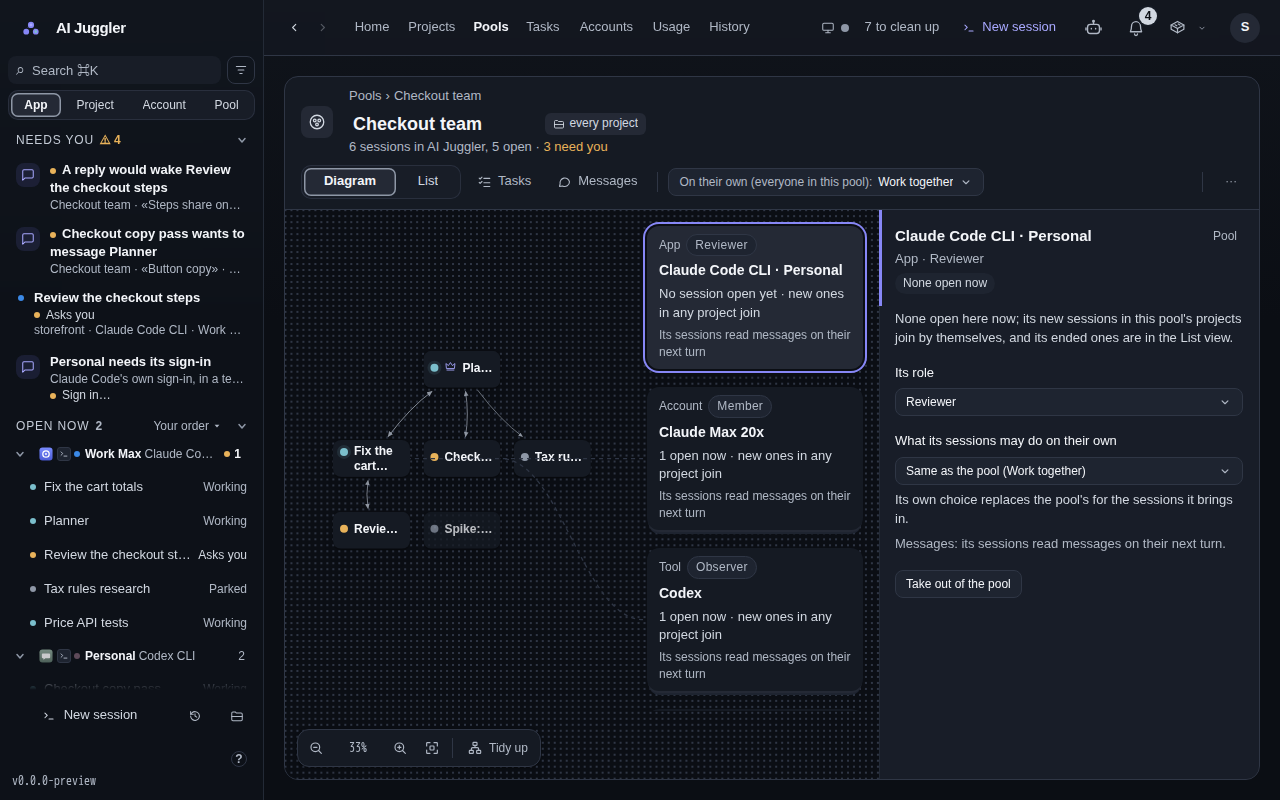 AI Juggler
Search ⌘K
App Project Account Pool
NEEDS YOU 4
A reply would wake Review the checkout steps
Checkout team · «Steps share on…
Checkout copy pass wants to message Planner
Checkout team · «Button copy» · …
Review the checkout steps
Asks you
storefront · Claude Code CLI · Work …
Personal needs its sign-in
Claude Code's own sign-in, in a te…
Sign in…
OPEN NOW 2 Your order
Work Max Claude Co… 1
Fix the cart totals Working
Planner Working
Review the checkout st… Asks you
Tax rules research Parked
Price API tests Working
Personal Codex CLI 2
Checkout copy pass Working
New session
?
v0.0.0-preview
Home Projects Pools Tasks Accounts Usage History
7 to clean up
New session
4
S
Pools › Checkout team
Checkout team
every project
6 sessions in AI Juggler, 5 open · 3 need you
Diagram List Tasks Messages
On their own (everyone in this pool): Work together
…
Pla…
Fix the cart…
Check…
Tax ru…
Revie…
Spike:…
App Reviewer
Claude Code CLI · Personal
No session open yet · new ones
in any project join
Its sessions read messages on their
next turn
Account Member
Claude Max 20x
1 open now · new ones in any
project join
Its sessions read messages on their
next turn
Tool Observer
Codex
1 open now · new ones in any
project join
Its sessions read messages on their
next turn
33%
Tidy up
Claude Code CLI · Personal Pool
App · Reviewer
None open now
None open here now; its new sessions in this pool's projects
join by themselves, and its ended ones are in the List view.
Its role
Reviewer
What its sessions may do on their own
Same as the pool (Work together)
Its own choice replaces the pool's for the sessions it brings
in.
Messages: its sessions read messages on their next turn.
Take out of the pool